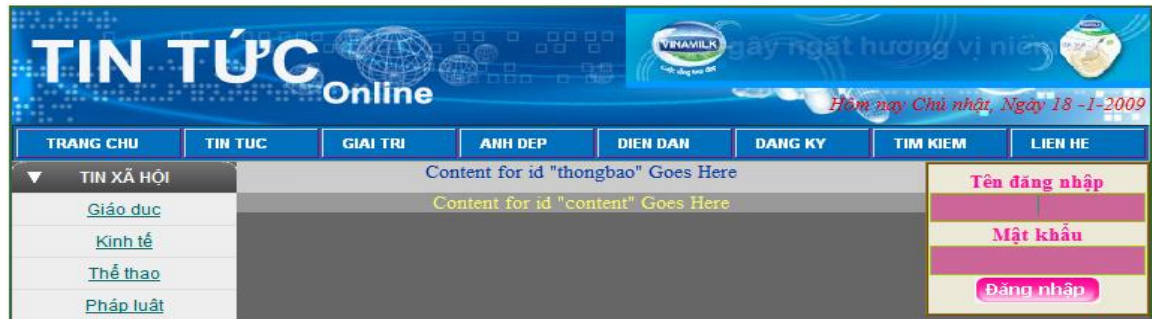 TIN TỨC
Online
VINAMILK
gây ngất hương vị
Hôm nay Chủ nhật, Ngày 18 -1-2009
TRANG CHU
TIN TUC
GIAI TRI
ANH DEP
DIEN DAN
DANG KY
TIM KIEM
LIEN HE
▼ TIN XÃ HỘI
Giáo dục
Kinh tế
Thể thao
Pháp luật
Content for id "thongbao" Goes Here
Content for id "content" Goes Here
Tên đăng nhập
Mật khẩu
Đăng nhập